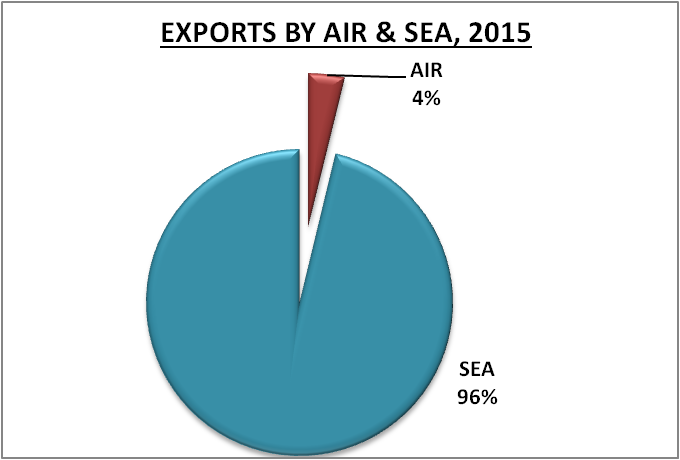 EXPORTS BY AIR & SEA, 2015
AIR
4%
SEA
96%